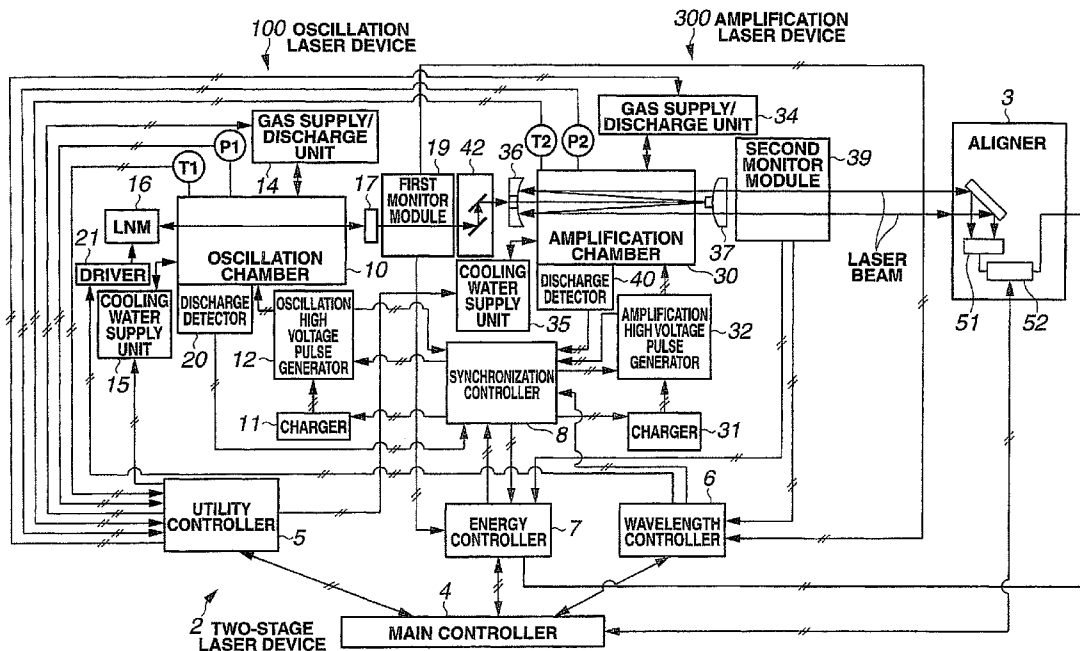 100 OSCILLATION
LASER DEVICE
300 AMPLIFICATION
LASER DEVICE
GAS SUPPLY/
DISCHARGE
UNIT
14
P1
T1
16
LNM
21
DRIVER
COOLING
WATER
SUPPLY
UNIT
15
OSCILLATION
CHAMBER
10
DISCHARGE
DETECTOR
20
OSCILLATION
HIGH
VOLTAGE
PULSE
GENERATOR
12
CHARGER
11
17
19
FIRST
MONITOR
MODULE
42
36
T2
P2
GAS SUPPLY/
DISCHARGE UNIT
34
AMPLIFICATION
CHAMBER
30
37
SECOND
MONITOR
MODULE
39
DISCHARGE
DETECTOR
40
COOLING
WATER
SUPPLY
UNIT
35
AMPLIFICATION
HIGH VOLTAGE
PULSE
GENERATOR
32
SYNCHRONIZATION
CONTROLLER
8
CHARGER
31
3
ALIGNER
LASER
BEAM
51
52
UTILITY
CONTROLLER
5
ENERGY
CONTROLLER
7
6
WAVELENGTH
CONTROLLER
4
MAIN CONTROLLER
2 TWO-STAGE
LASER DEVICE